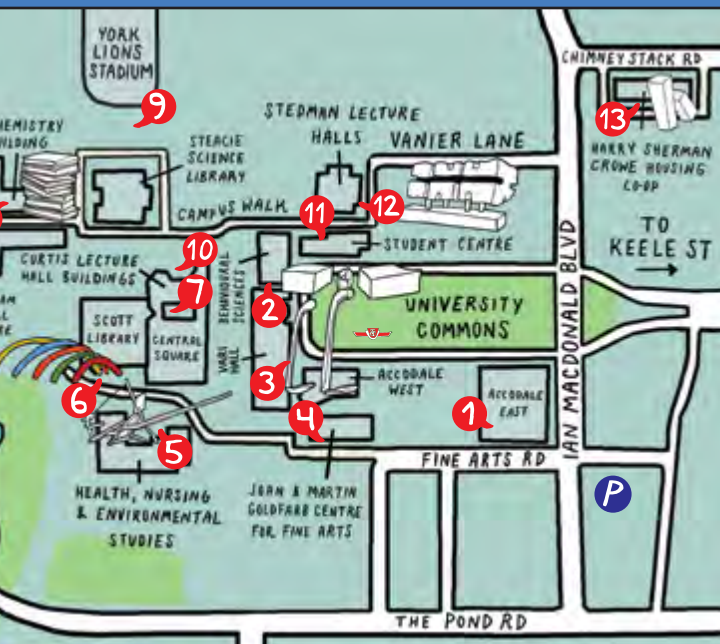 YORK
LIONS
STADIUM
9
STEDMAN LECTURE
HALLS
CHIMNEY STACK RD
13
HARRY SHERMAN
CROWE HOUSING
CO-OP
STEACIE
SCIENCE
LIBRARY
VANIER LANE
CAMPUS WALK
11
12
STUDENT CENTRE
TO
KEELE ST
10
CURTIS LECTURE
HALL BUILDINGS
7
BEHAVIOURAL
SCIENCES
2
UNIVERSITY
COMMONS
IAN MACDONALD BLVD
SCOTT
LIBRARY
CENTRAL
SQUARE
VARI
HALL
3
ACCOLADE
WEST
6
4
1
ACCOLADE
EAST
5
FINE ARTS RD
HEALTH, NURSING
& ENVIRONMENTAL
STUDIES
JOAN & MARTIN
GOLDFARB CENTRE
FOR FINE ARTS
P
THE POND RD